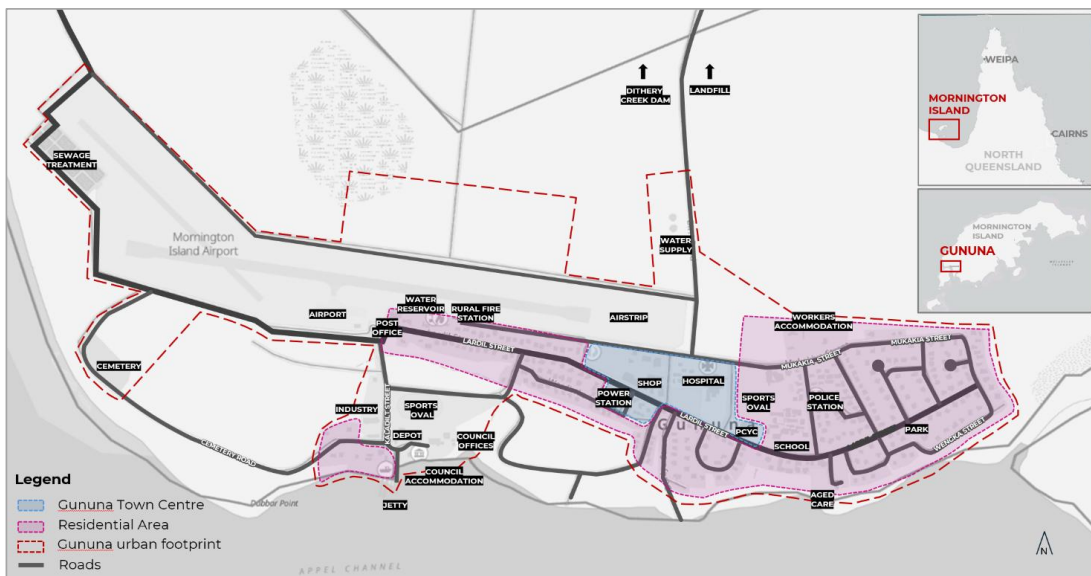 DITHERY
CREEK DAM
LANDFILL
SEWAGE
TREATMENT
Mornington
Island Airport
WATER
SUPPLY
AIRPORT
WATER
RESERVOIR
RURAL FIRE
STATION
POST
OFFICE
AIRSTRIP
WORKERS
ACCOMMODATION
LARDIL STREET
MUKAKIA STREET
MUKAKIA STREET
CEMETERY
SHOP
HOSPITAL
POWER
STATION
SPORTS
OVAL
POLICE
STATION
INDUSTRY
KALADIL STREET
SPORTS
OVAL
LARDIL STREET
Gununa
PCYC
PARK
WENGKA STREET
DEPOT
COUNCIL
OFFICES
SCHOOL
CEMETERY ROAD
COUNCIL
ACCOMMODATION
JETTY
AGED
CARE
Dubbar Point
APPEL CHANNEL
N
Legend
Gununa Town Centre
Residential Area
Gununa urban footprint
Roads
WEIPA
MORNINGTON
ISLAND
CAIRNS
NORTH
QUEENSLAND
MORNINGTON
ISLAND
GUNUNA